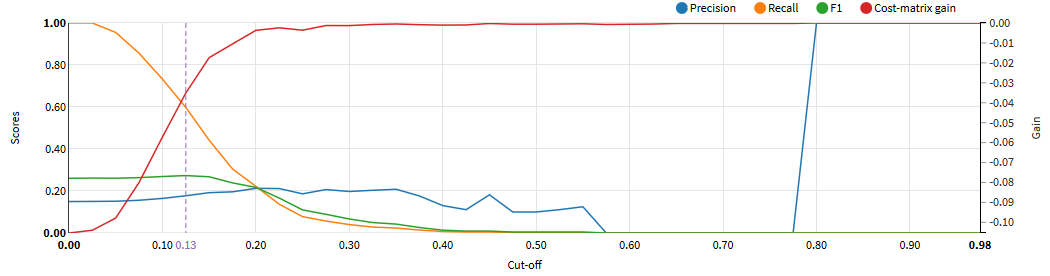 Precision Recall F1 Cost-matrix gain
1.00 0.00
-0.01
0.80 -0.02
-0.03
0.60 -0.04
-0.05
0.40 -0.06
-0.07
0.20 -0.08
-0.09
-0.10
0.00
Scores
Gain
0.00 0.10 0.13 0.20 0.30 0.40 0.50 0.60 0.70 0.80 0.90 0.98
Cut-off